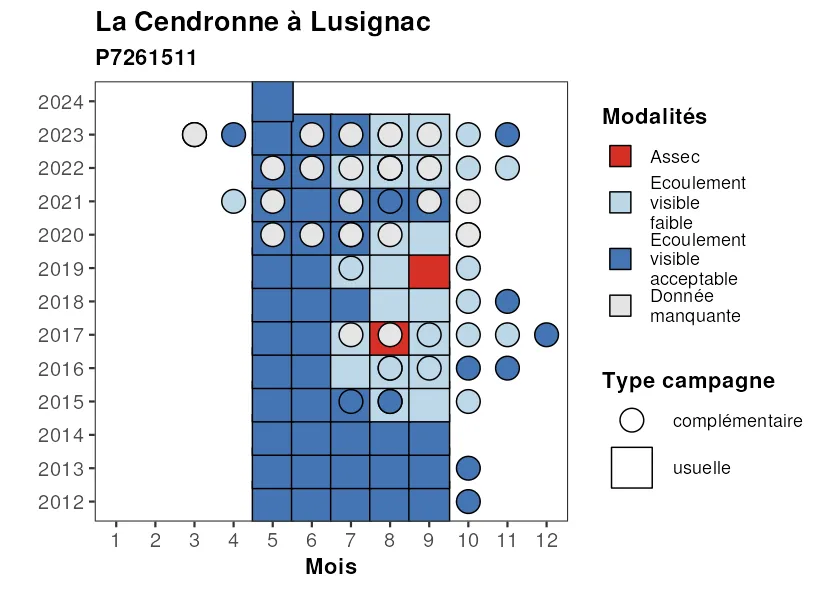 La Cendronne à Lusignac
P7261511
2024
2023
2022
2021
2020
2019
2018
2017
2016
2015
2014
2013
2012
1 2 3 4 5 6 7 8 9 10 11 12
Mois
Modalités
Assec
Ecoulement
visible
faible
Ecoulement
visible
acceptable
Donnée
manquante
Type campagne
complémentaire
usuelle